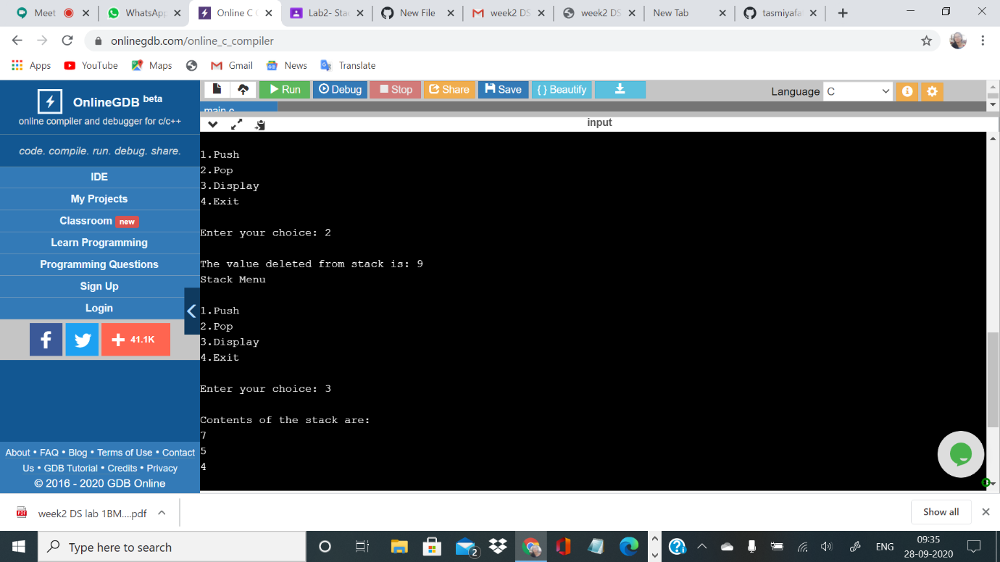 Meet
WhatsApp
Online C C
Lab2- Stac
New File
week2 DS
week2 DS
New Tab
tasmiyafa
onlinegdb.com/online_c_compiler
Apps
YouTube
Maps
Gmail
News
Translate
OnlineGDB beta
online compiler and debugger for c/c++
code. compile. run. debug. share.
IDE
My Projects
Classroom new
Learn Programming
Programming Questions
Sign Up
Login
41.1K
About • FAQ • Blog • Terms of Use • Contact
Us • GDB Tutorial • Credits • Privacy
© 2016 - 2020 GDB Online
Run
Debug
Stop
Share
Save
{ } Beautify
Language C
main.c
input
1.Push
2.Pop
3.Display
4.Exit
Enter your choice: 2
The value deleted from stack is: 9
Stack Menu
1.Push
2.Pop
3.Display
4.Exit
Enter your choice: 3
Contents of the stack are:
7
5
4
week2 DS lab 1BM....pdf
Show all
Type here to search
2
ENG
09:35
28-09-2020